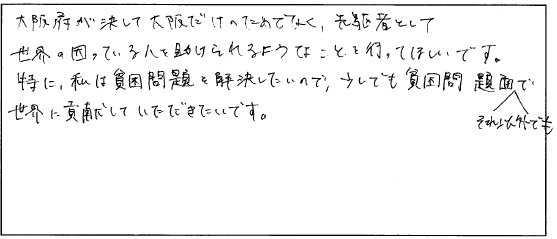 大阪府が決して大阪だけのためでなく、先駆者として
世界の困っている人を助けられるようなことを行ってほしいです。
特に、私は貧困問題を解決したいので、少しでも貧困問題面で
世界に貢献していただきたいです。
それ以外でも